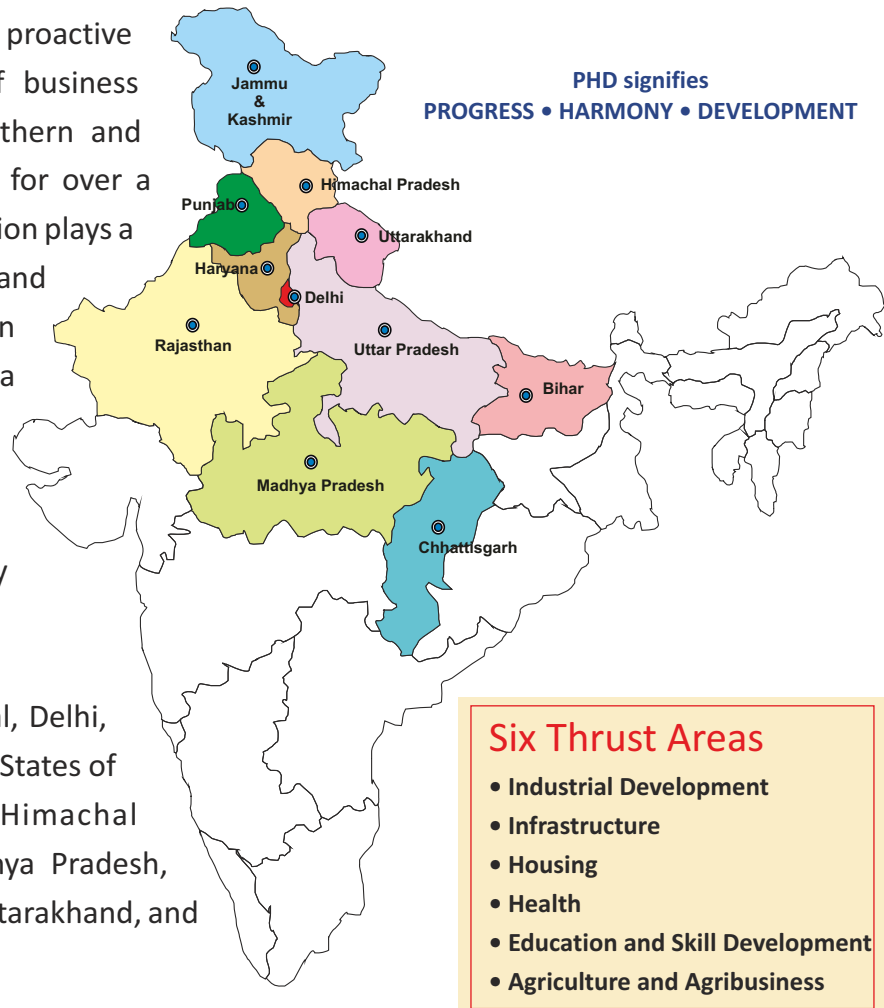 proactive
business
thern and
for over a
ion plays a
and
n
a
y
l, Delhi,
States of
Himachal
ya Pradesh,
tarakhand, and
PHD signifies
PROGRESS • HARMONY • DEVELOPMENT
Jammu
&
Kashmir
Himachal Pradesh
Punjab
Uttarakhand
Haryana
Delhi
Rajasthan
Uttar Pradesh
Bihar
Madhya Pradesh
Chhattisgarh
Six Thrust Areas
• Industrial Development
• Infrastructure
• Housing
• Health
• Education and Skill Development
• Agriculture and Agribusiness